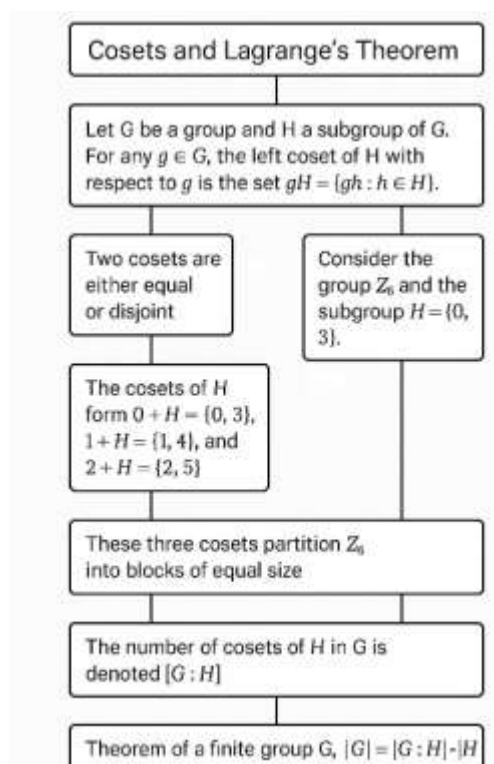 Cosets and Lagrange's Theorem
Let G be a group and H a subgroup of G.
For any g ∈ G, the left coset of H with
respect to g is the set gH = {gh : h ∈ H}.
Two cosets are
either equal
or disjoint
Consider the
group Z₆ and the
subgroup H = {0,
3}.
The cosets of H
form 0 + H = {0, 3},
1 + H = {1, 4}, and
2 + H = {2, 5}
These three cosets partition Z₆
into blocks of equal size
The number of cosets of H in G is
denoted [G : H]
Theorem of a finite group G, |G| = |G : H|-|H